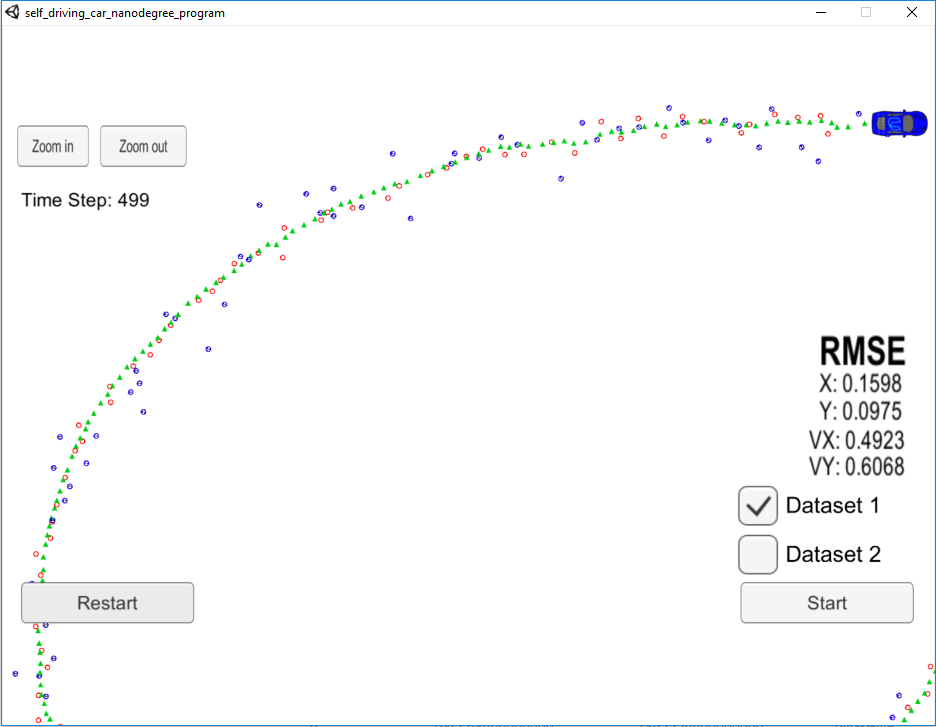 self_driving_car_nanodegree_program
Zoom in
Zoom out
Time Step: 499
RMSE
X: 0.1598
Y: 0.0975
VX: 0.4923
VY: 0.6068
Dataset 1
Dataset 2
Restart
Start